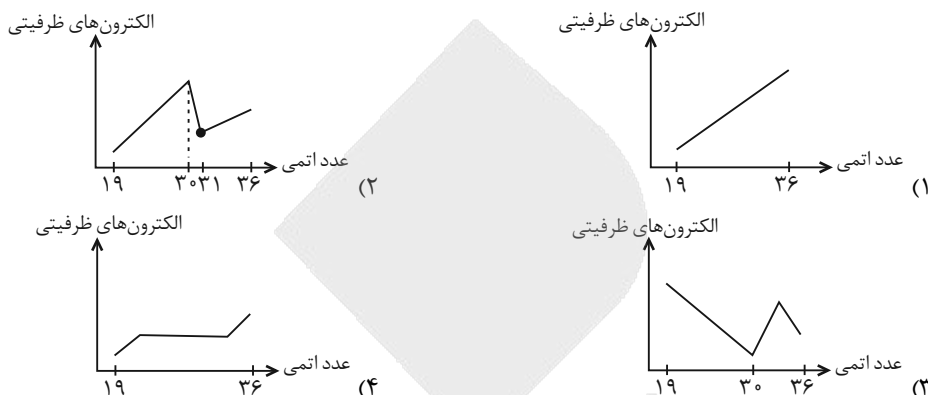 الکترون‌های ظرفیتی
عدد اتمی
۱۹ ۳۶
۱)
الکترون‌های ظرفیتی
عدد اتمی
۱۹ ۳۰ ۳۱ ۳۶
۲)
الکترون‌های ظرفیتی
عدد اتمی
۱۹ ۳۰ ۳۶
۳)
الکترون‌های ظرفیتی
عدد اتمی
۱۹ ۳۶
۴)